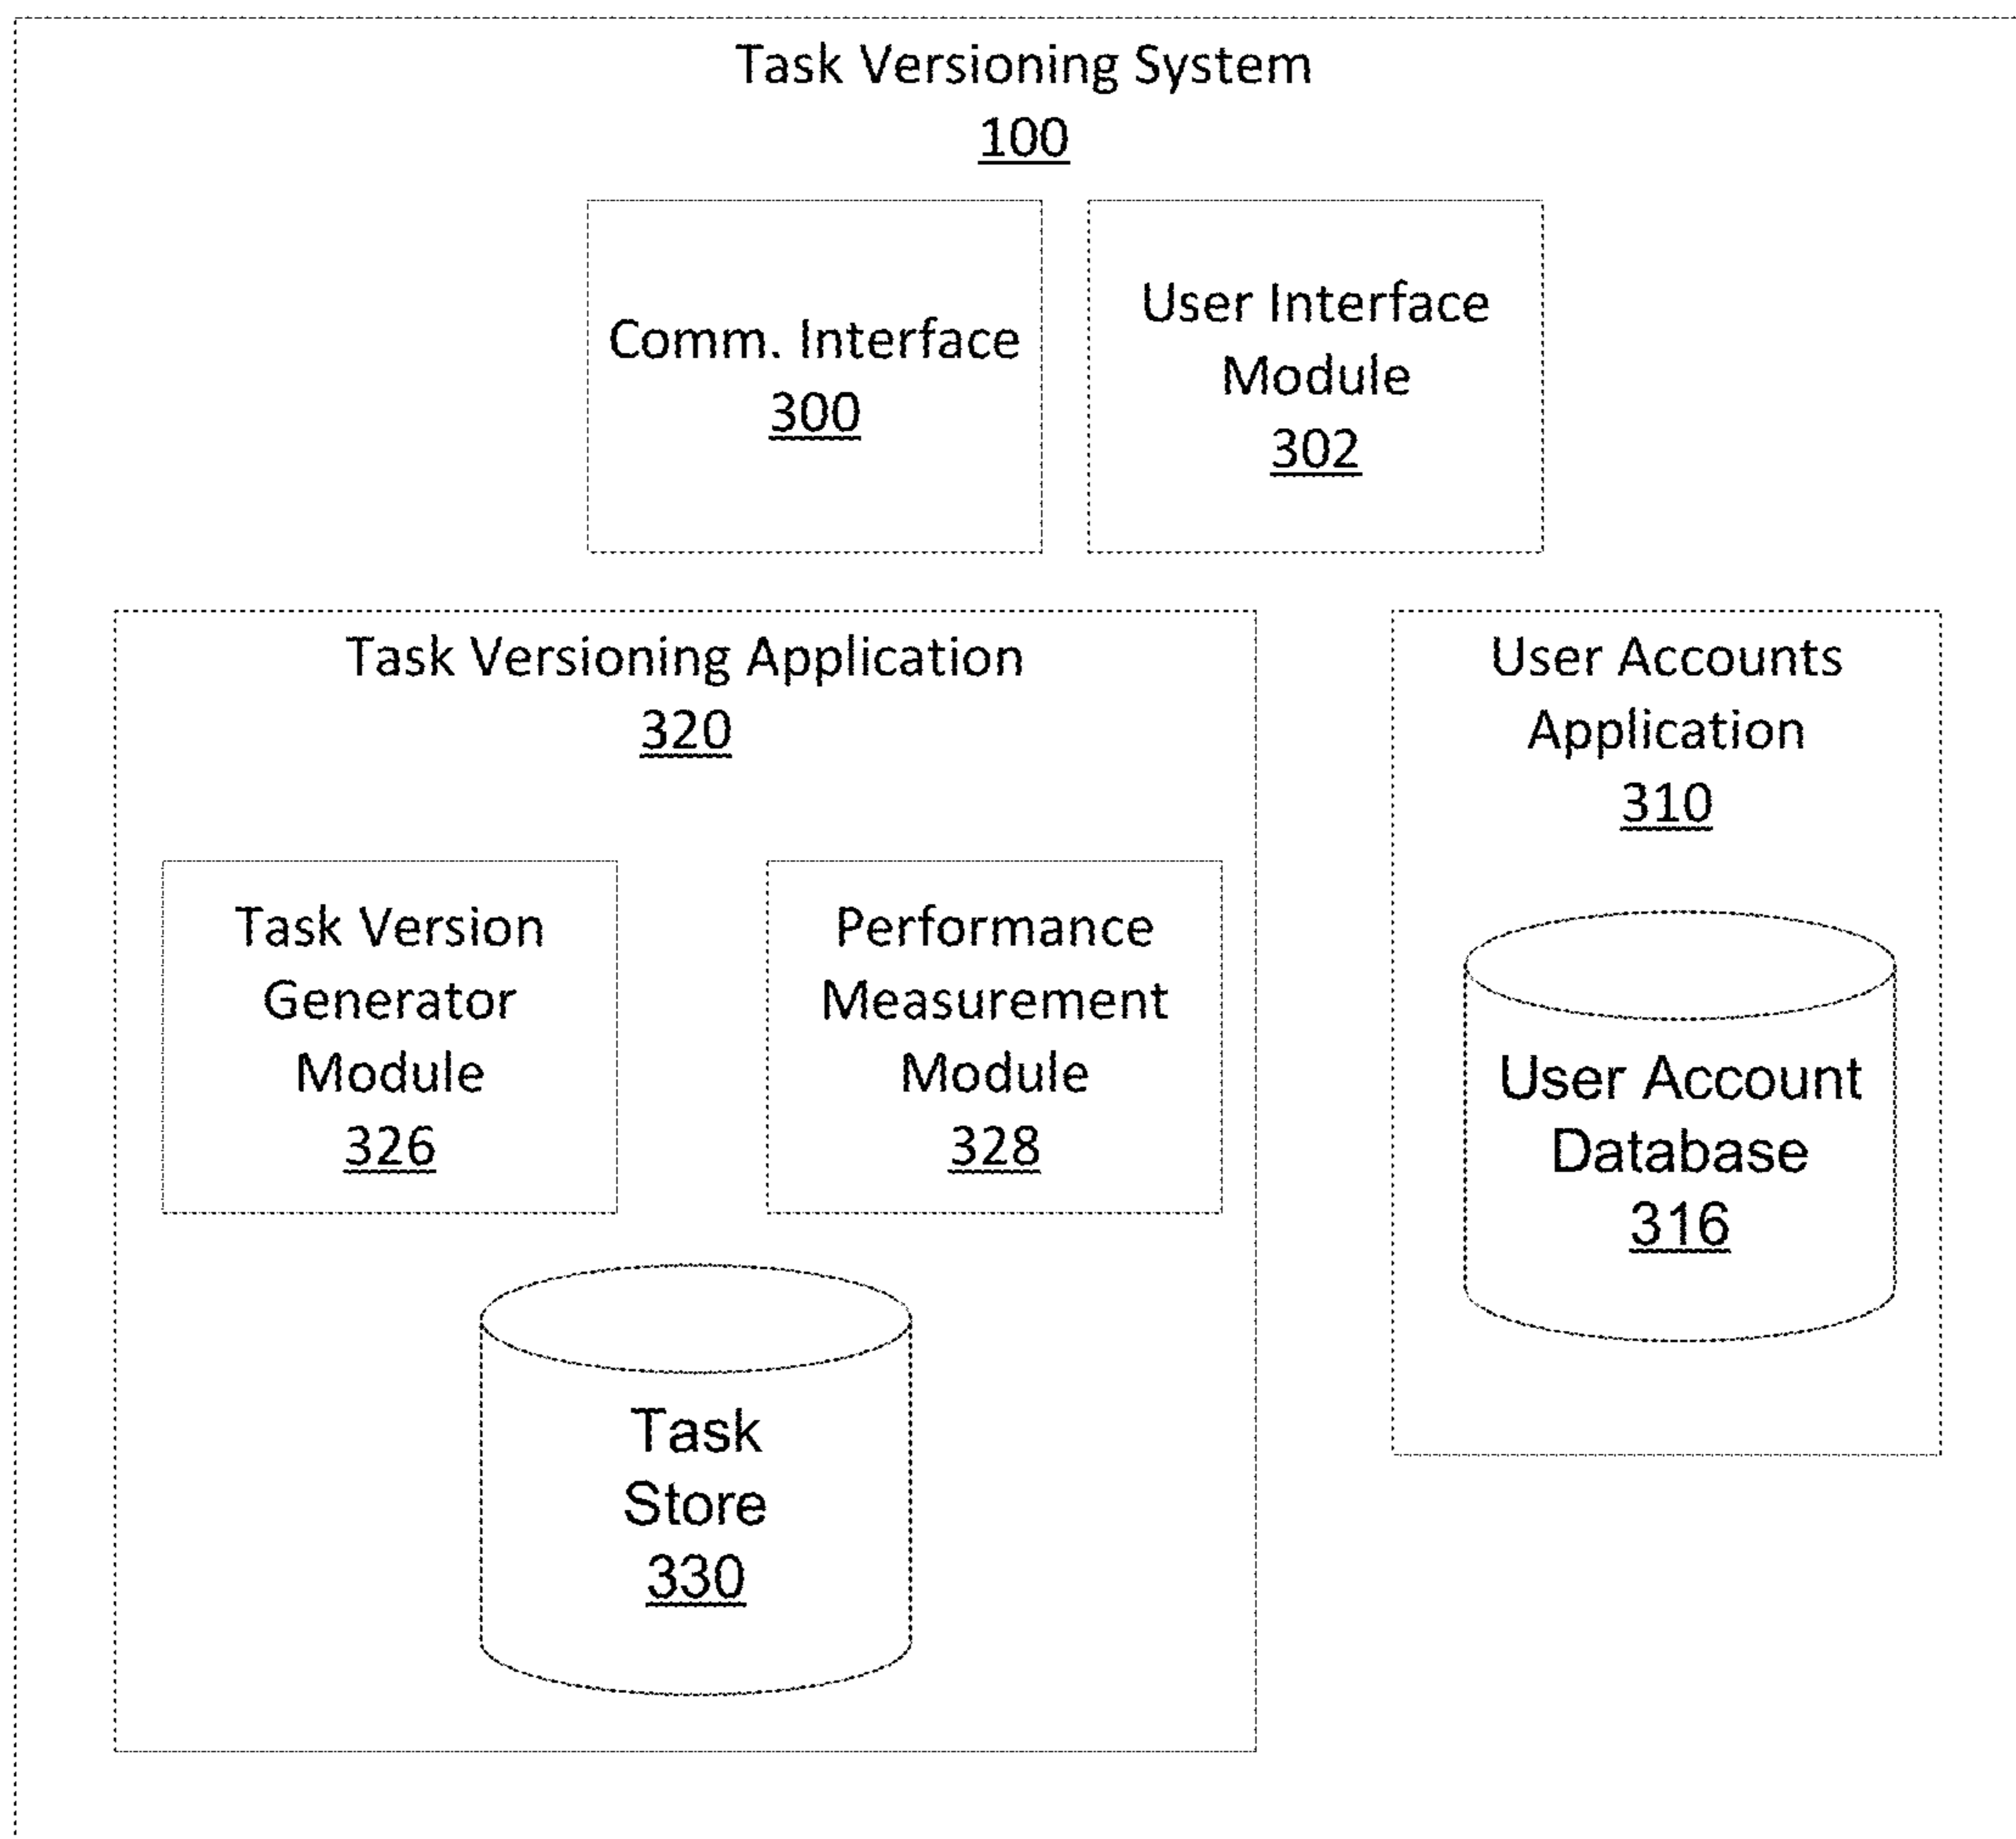 Task Versioning System
100
Comm. Interface
300
User Interface
Module
302
Task Versioning Application
320
Task Version
Generator
Module
326
Performance
Measurement
Module
328
Task
Store
330
User Accounts
Application
310
User Account
Database
316